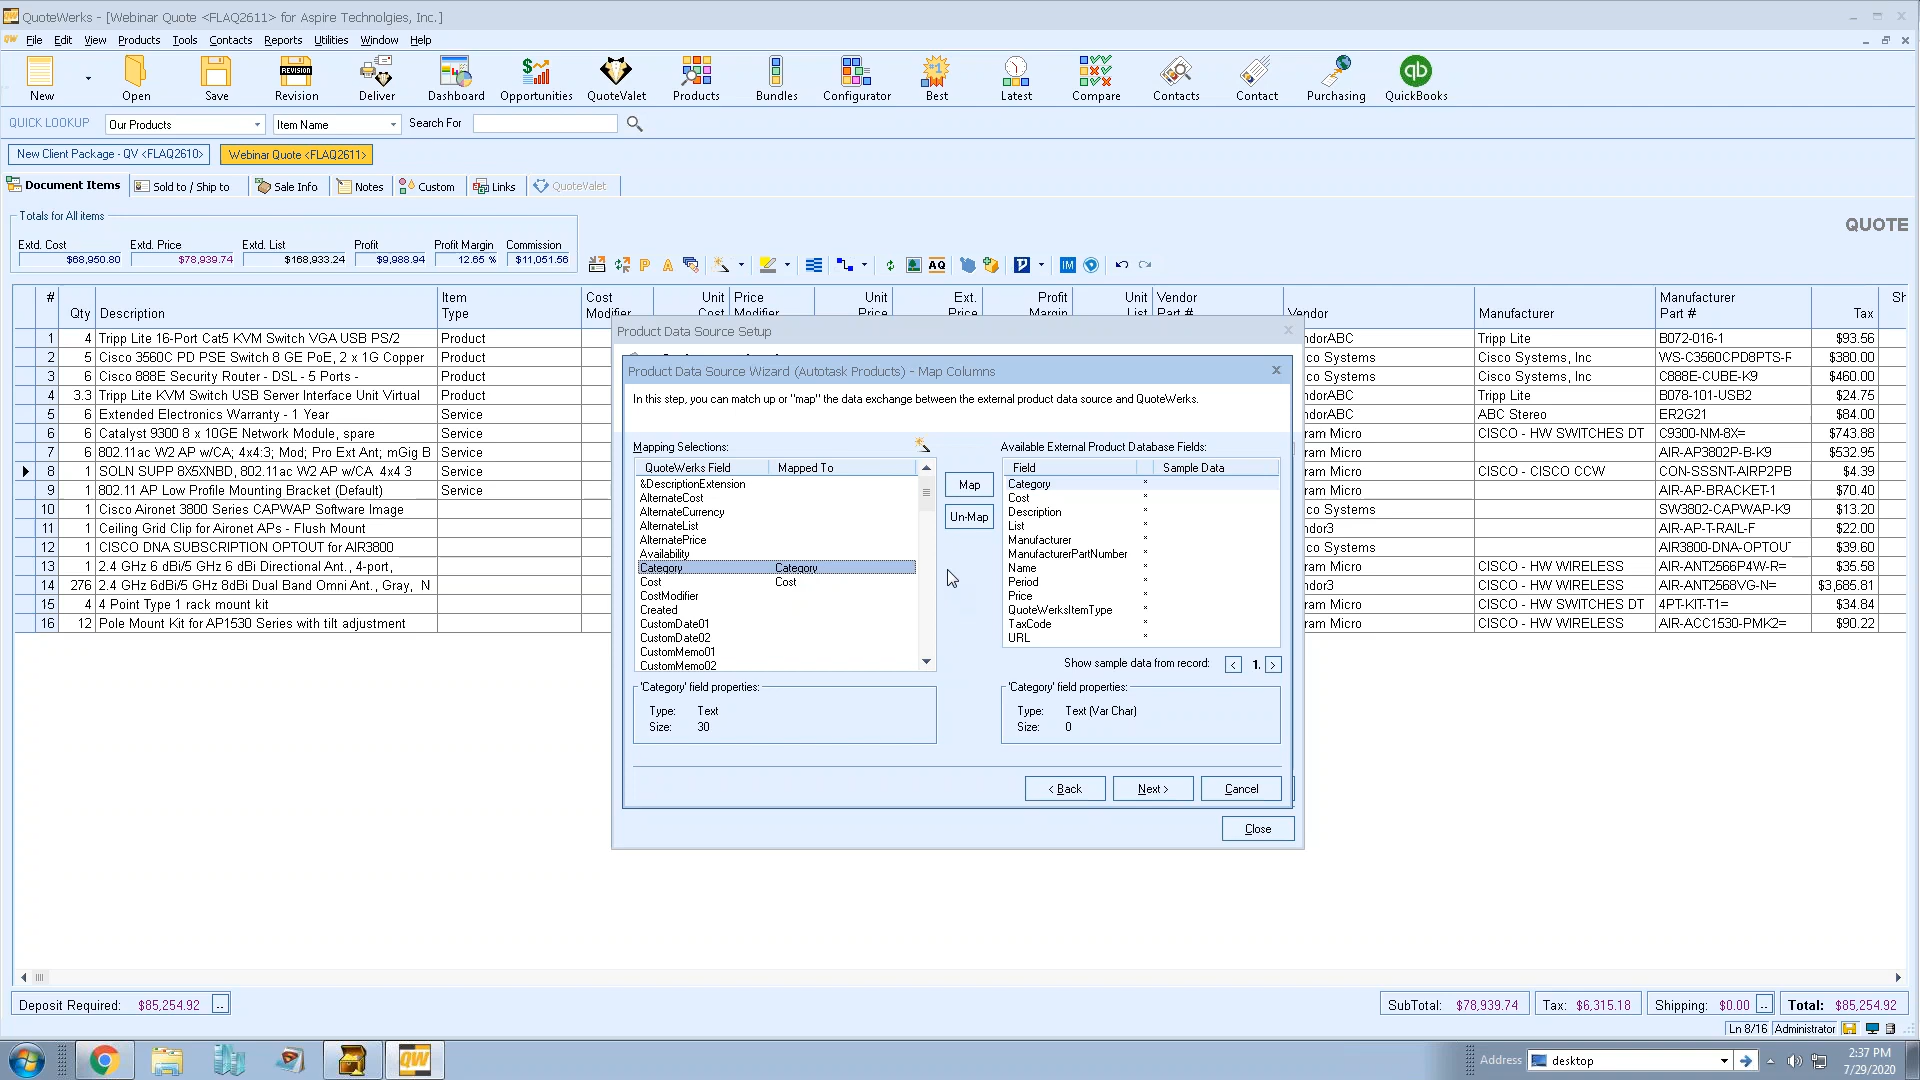 QuoteWerks - [Webinar Quote <FLAQ2611> for Aspire Technolgies, Inc.]
File Edit View Products Tools Contacts Reports Utilities Window Help
New Open Save Revision Deliver Dashboard Opportunities QuoteValet Products Bundles Configurator Best Latest Compare Contacts Contact Purchasing QuickBooks
QUICK LOOKUP Our Products Item Name Search For
New Client Package - QV <FLAQ2610> Webinar Quote <FLAQ2611>
Document Items Sold to / Ship to Sale Info Notes Custom Links QuoteValet
Totals for All items
QUOTE
Extd. Cost Extd. Price Extd. List Profit Profit Margin Commission
$68,950.80 $78,939.74 $168,933.24 $9,988.94 12.65 % $11,051.56
# Qty Description Item Type Cost Modifier Unit Cost Price Modifier Unit Price Ext. Price Profit Margin Unit List Vendor Part # Vendor Manufacturer Manufacturer Part # Tax Sh
1 4 Tripp Lite 16-Port Cat5 KVM Switch VGA USB PS/2 Product ndorABC Tripp Lite B072-016-1 $93.56
2 5 Cisco 3560C PD PSE Switch 8 GE PoE, 2 x 1G Copper Product co Systems Cisco Systems, Inc WS-C3560CPD8PTS-F $380.00
3 6 Cisco 888E Security Router - DSL - 5 Ports - Product co Systems Cisco Systems, Inc C888E-CUBE-K9 $460.00
4 3.3 Tripp Lite KVM Switch USB Server Interface Unit Virtual Product ndorABC Tripp Lite B078-101-USB2 $24.75
5 6 Extended Electronics Warranty - 1 Year Service ndorABC ABC Stereo ER2G21 $84.00
6 6 Catalyst 9300 8 x 10GE Network Module, spare Service ram Micro CISCO - HW SWITCHES DT C9300-NM-8X= $743.88
7 6 802.11ac W2 AP w/CA; 4x4:3; Mod; Pro Ext Ant; mGig B Service ram Micro AIR-AP3802P-B-K9 $532.95
8 1 SOLN SUPP 8X5XNBD, 802.11ac W2 AP w/CA 4x4 3 Service ram Micro CISCO - CISCO CCW CON-SSSNT-AIRP2PB $4.39
9 1 802.11 AP Low Profile Mounting Bracket (Default) Service ram Micro AIR-AP-BRACKET-1 $70.40
10 1 Cisco Aironet 3800 Series CAPWAP Software Image co Systems SW3802-CAPWAP-K9 $13.20
11 1 Ceiling Grid Clip for Aironet APs - Flush Mount ndor3 AIR-AP-T-RAIL-F $22.00
12 1 CISCO DNA SUBSCRIPTION OPTOUT for AIR3800 co Systems AIR3800-DNA-OPTOU $39.60
13 1 2.4 GHz 6 dBi/5 GHz 6 dBi Directional Ant., 4-port, ram Micro CISCO - HW WIRELESS AIR-ANT2566P4W-R= $35.58
14 276 2.4 GHz 6dBi/5 GHz 8dBi Dual Band Omni Ant., Gray, N ndor3 CISCO - HW WIRELESS AIR-ANT2568VG-N= $3,685.81
15 4 4 Point Type 1 rack mount kit ram Micro CISCO - HW SWITCHES DT 4PT-KIT-T1= $34.84
16 12 Pole Mount Kit for AP1530 Series with tilt adjustment ram Micro CISCO - HW WIRELESS AIR-ACC1530-PMK2= $90.22
Product Data Source Setup
Product Data Source Wizard (Autotask Products) - Map Columns
In this step, you can match up or "map" the data exchange between the external product data source and QuoteWerks.
Mapping Selections:
QuoteWerks Field Mapped To
&DescriptionExtension
AlternateCost
AlternateCurrency
AlternateList
AlternatePrice
Availability
Category Category
Cost Cost
CostModifier
Created
CustomDate01
CustomDate02
CustomMemo01
CustomMemo02
Map
Un-Map
Available External Product Database Fields:
Field Sample Data
Category *
Cost *
Description *
List *
Manufacturer *
ManufacturerPartNumber *
Name *
Period *
Price *
QuoteWerksItemType *
TaxCode *
URL *
Show sample data from record: < 1. >
'Category' field properties:
Type: Text
Size: 30
'Category' field properties:
Type: Text (Var Char)
Size: 0
< Back Next > Cancel
Close
Deposit Required: $85,254.92 ..
SubTotal: $78,939.74 Tax: $6,315.18 Shipping: $0.00 .. Total: $85,254.92
Ln 8/16 Administrator
Address desktop
2:37 PM
7/29/2020